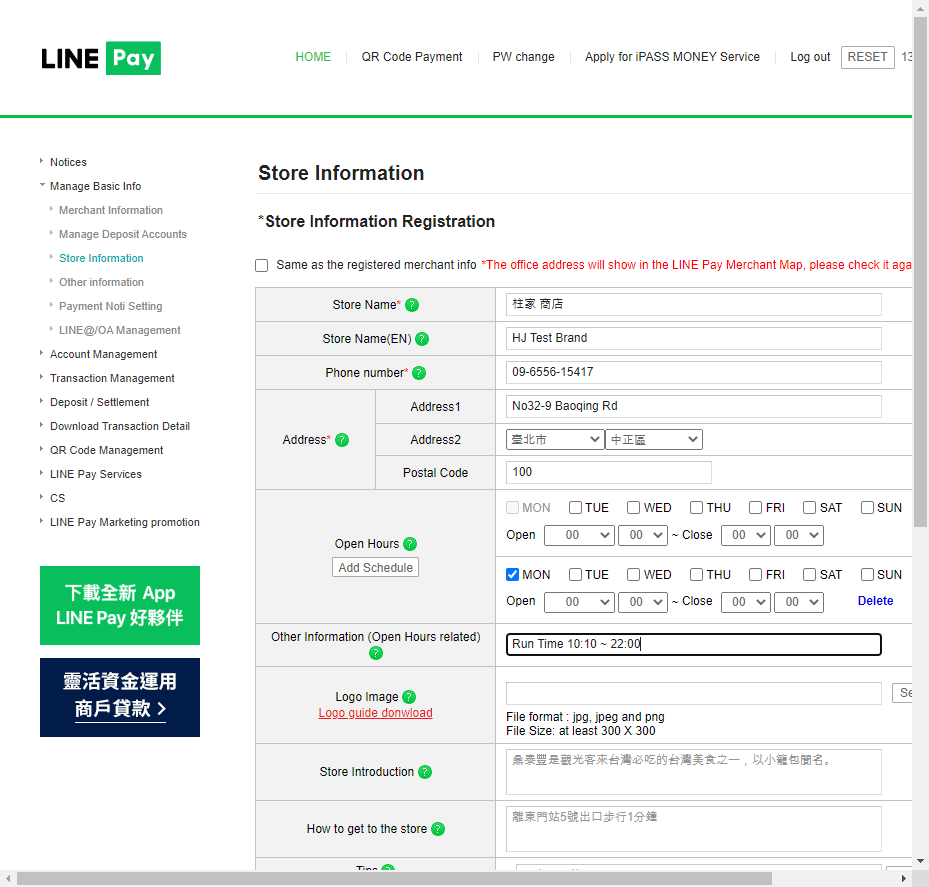 LINE Pay
HOME QR Code Payment PW change Apply for iPASS MONEY Service Log out RESET 13
Notices
Manage Basic Info
Merchant Information
Manage Deposit Accounts
Store Information
Other information
Payment Noti Setting
LINE@/OA Management
Account Management
Transaction Management
Deposit / Settlement
Download Transaction Detail
QR Code Management
LINE Pay Services
CS
LINE Pay Marketing promotion
下載全新 App
LINE Pay 好夥伴
靈活資金運用
商戶貸款 >
Store Information
*Store Information Registration
Same as the registered merchant info *The office address will show in the LINE Pay Merchant Map, please check it aga
Store Name* ? 柱家 商店
Store Name(EN) ? HJ Test Brand
Phone number* ? 09-6556-15417
Address* ?
Address1 No32-9 Baoqing Rd
Address2 臺北市 中正區
Postal Code 100
Open Hours ?
Add Schedule
MON TUE WED THU FRI SAT SUN
Open 00 00 ~ Close 00 00
MON TUE WED THU FRI SAT SUN
Open 00 00 ~ Close 00 00 Delete
Other Information (Open Hours related) ? Run Time 10:10 ~ 22:00
Logo Image ? Se
Logo guide donwload
File format : jpg, jpeg and png
File Size: at least 300 X 300
Store Introduction ? 鼎泰豐是觀光客來台灣必吃的台灣美食之一，以小籠包聞名。
How to get to the store ? 離東門站5號出口步行1分鐘
Tips ?